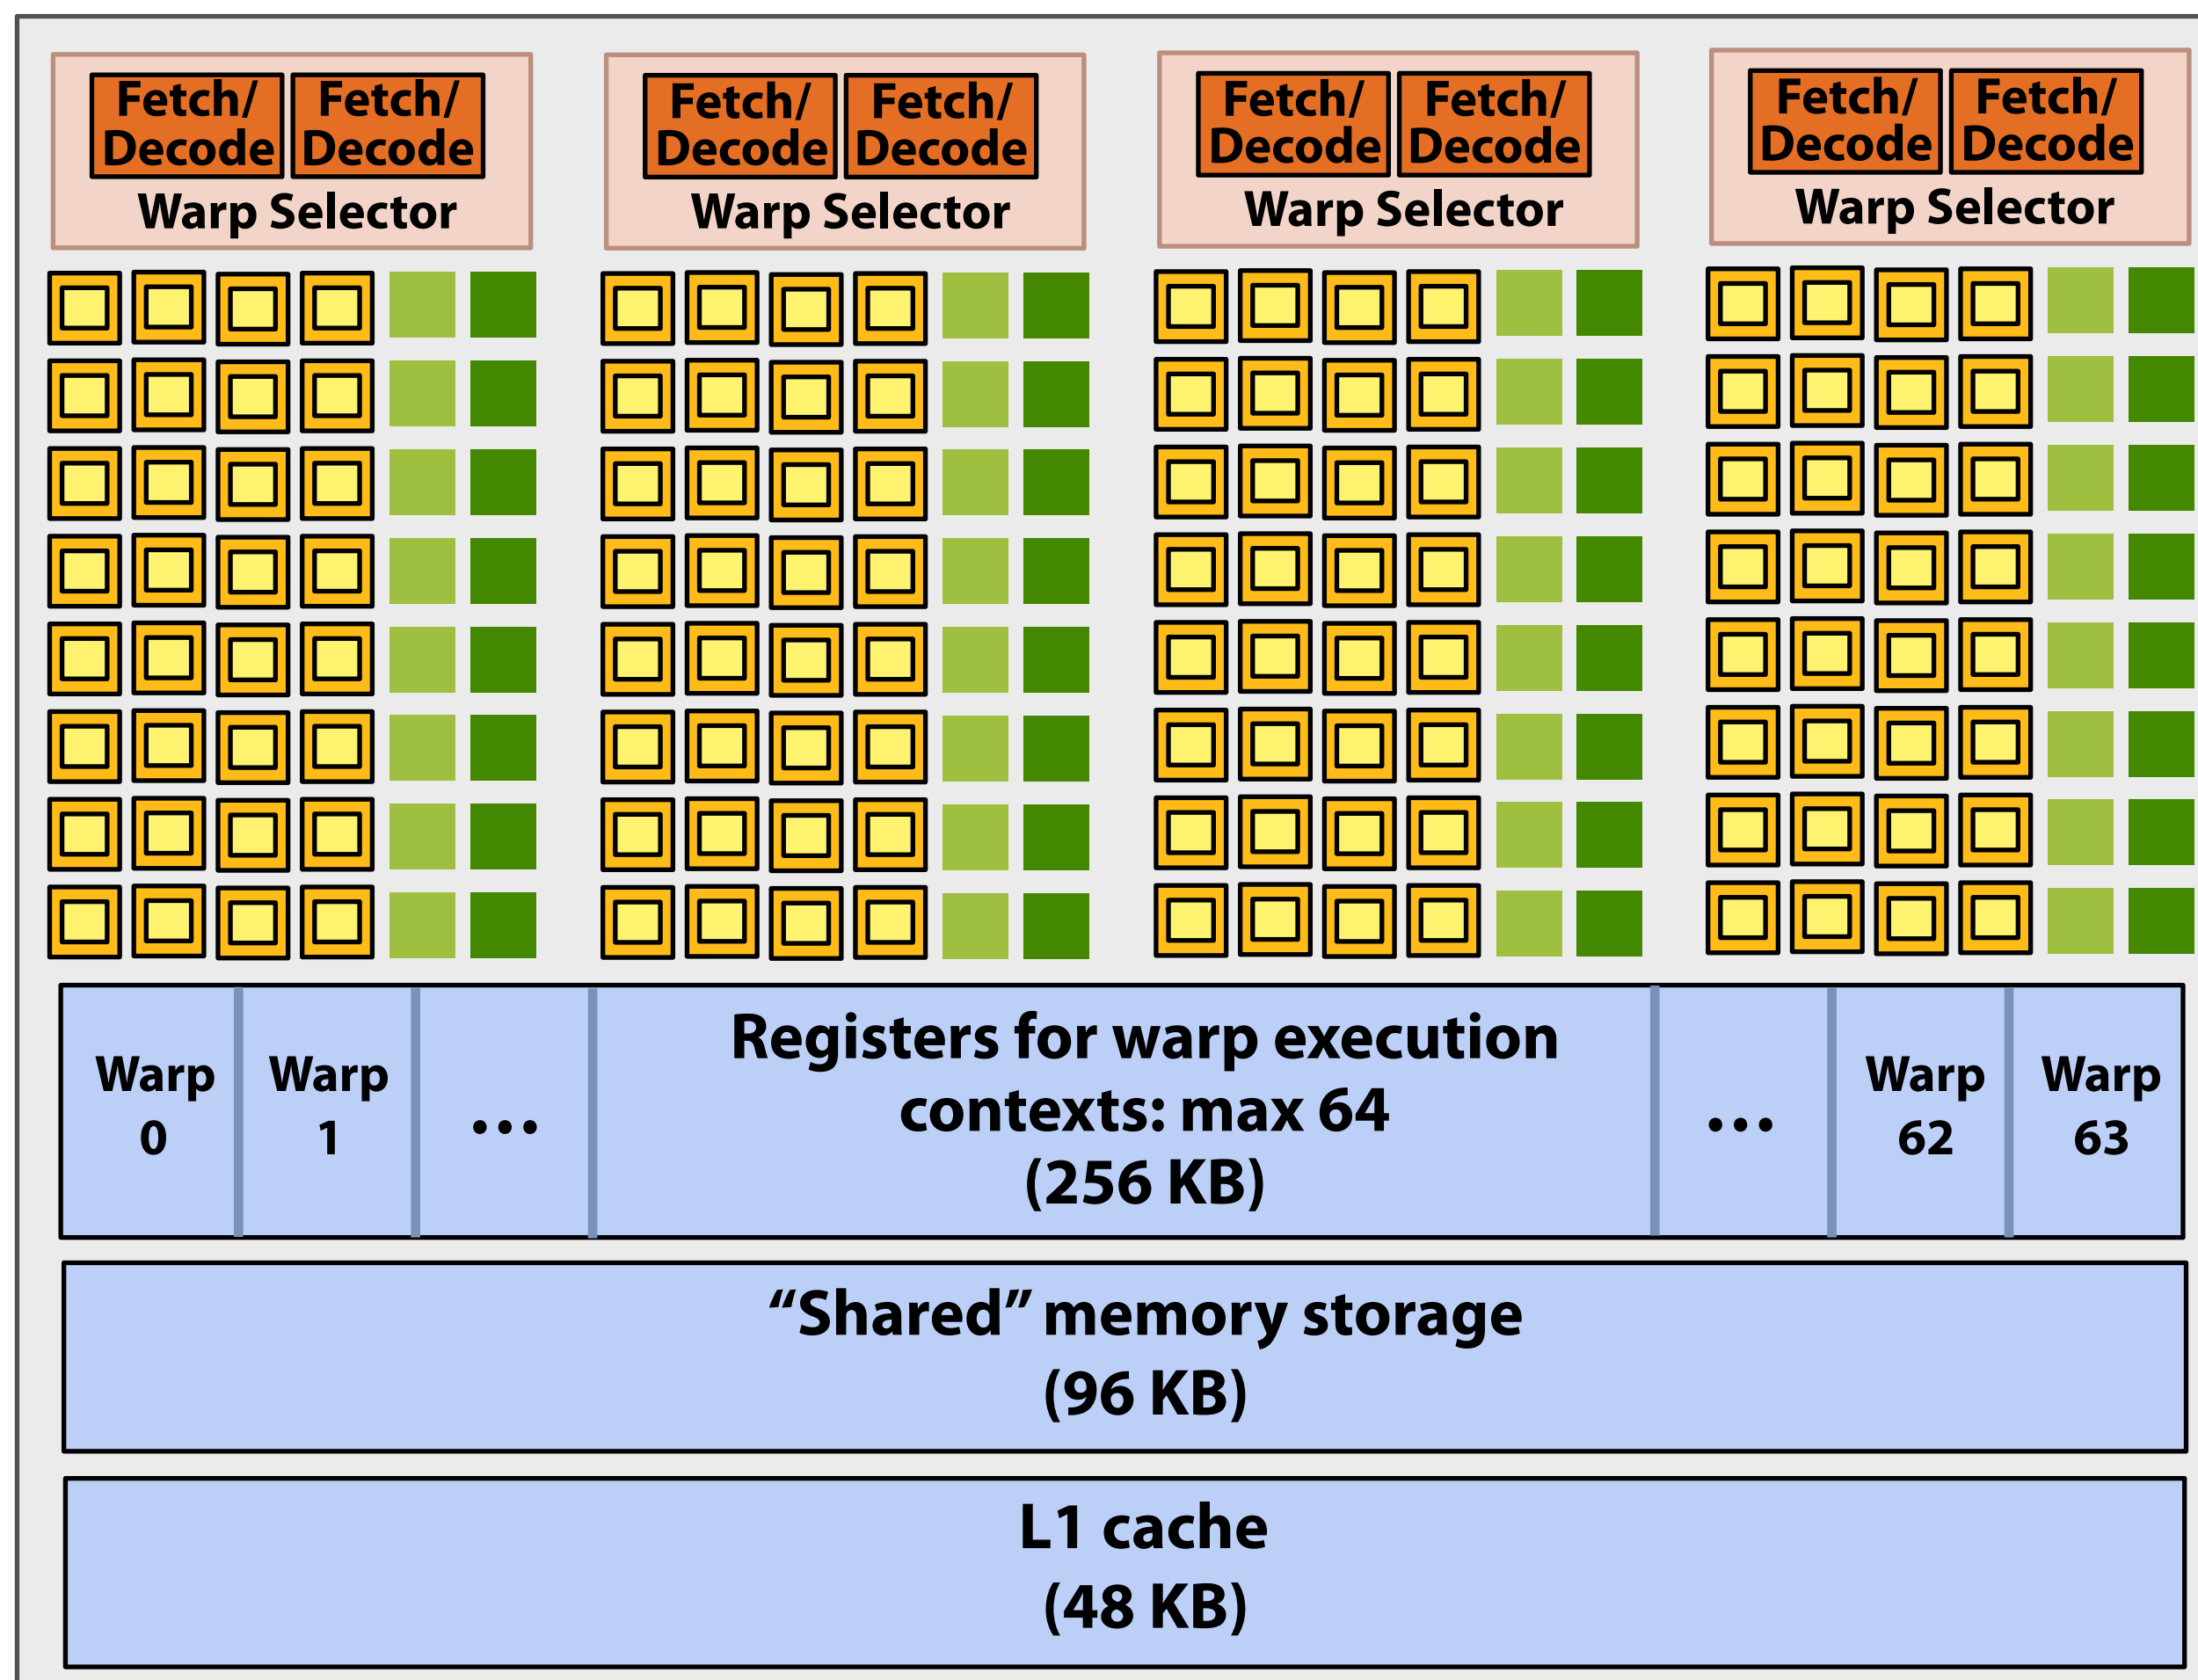 Fetch/ Fetch/ Fetch/ Fetch/ Fetch/ Fetch/ Fetch/ Fetch/
Decode Decode Decode Decode Decode Decode Decode Decode
Warp Selector Warp Selector Warp Selector Warp Selector
Warp
0
Warp
1
...
Registers for warp execution
contexts: max 64
(256 KB)
...
Warp
62
Warp
63
“Shared” memory storage
(96 KB)
L1 cache
(48 KB)